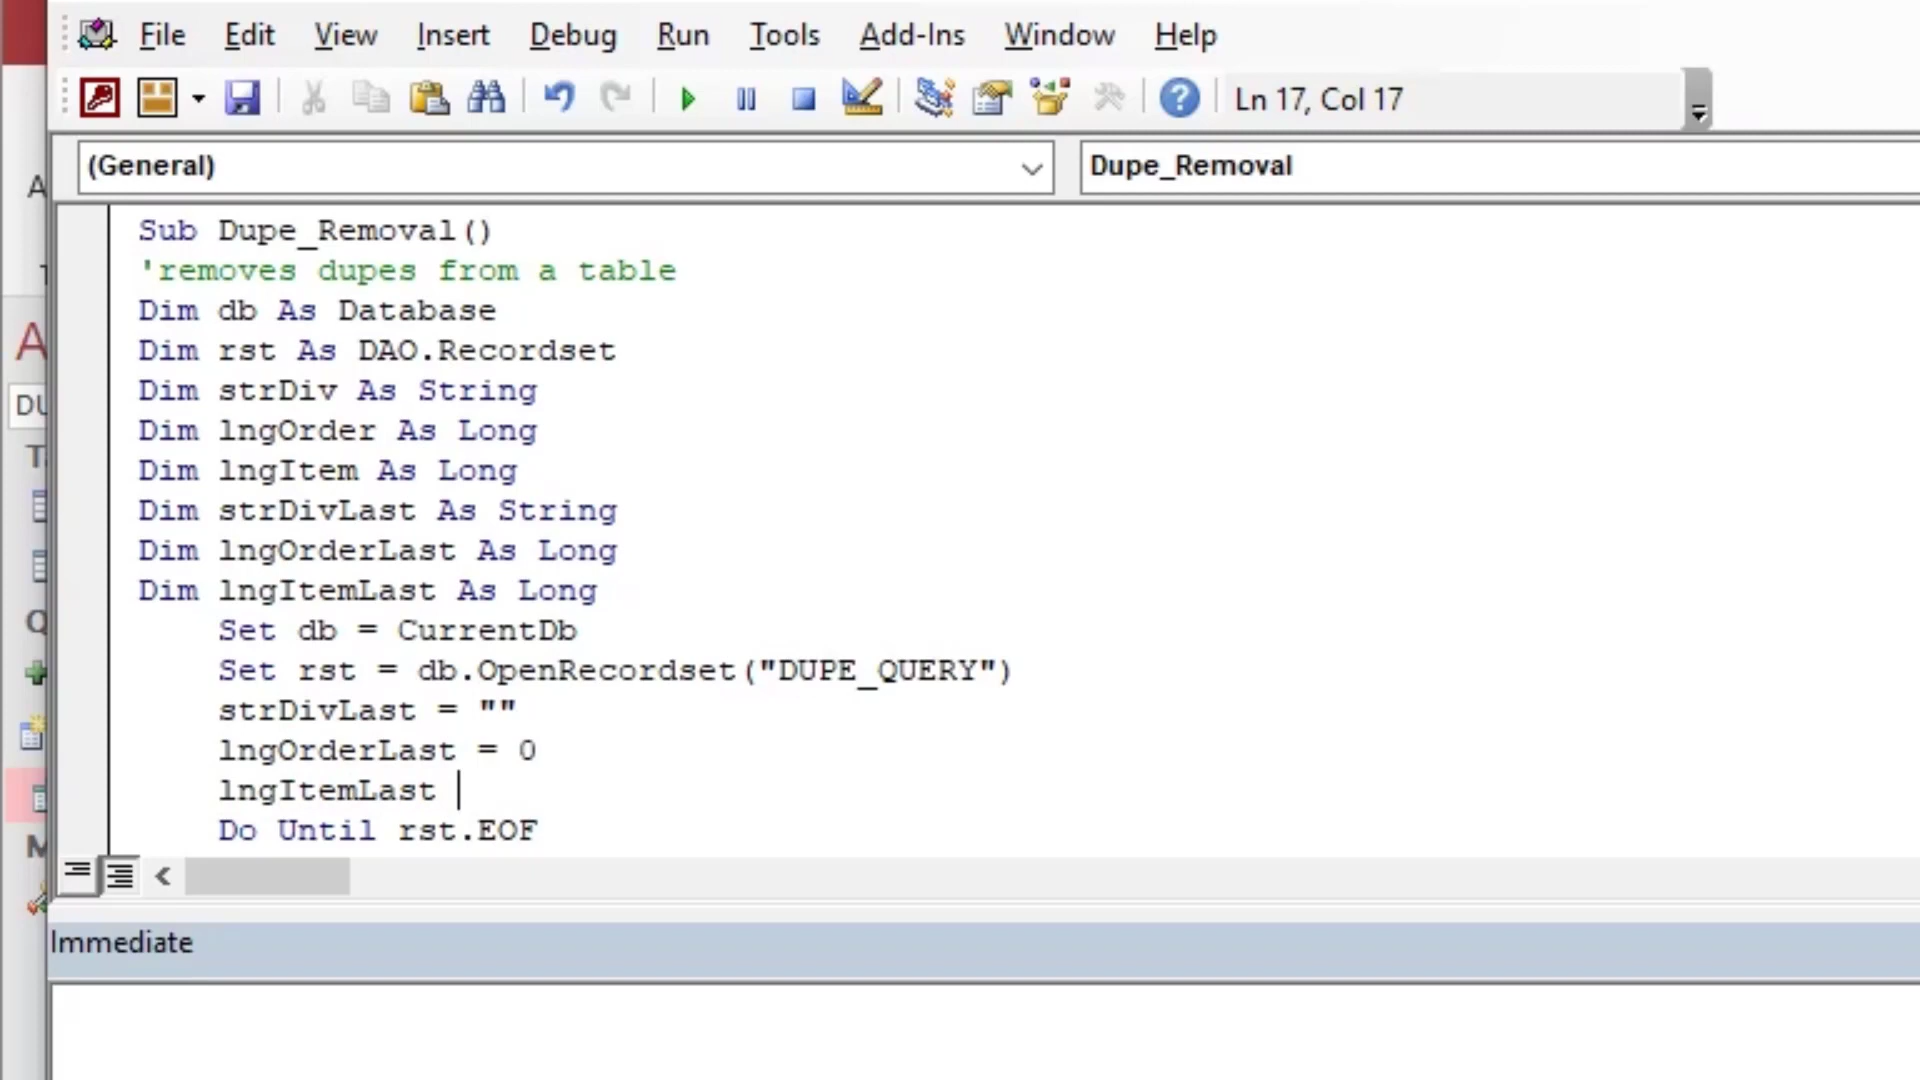 File Edit View Insert Debug Run Tools Add-Ins Window Help
Ln 17, Col 17
(General) Dupe_Removal
Sub Dupe_Removal()
'removes dupes from a table
Dim db As Database
Dim rst As DAO.Recordset
Dim strDiv As String
Dim lngOrder As Long
Dim lngItem As Long
Dim strDivLast As String
Dim lngOrderLast As Long
Dim lngItemLast As Long
Set db = CurrentDb
Set rst = db.OpenRecordset("DUPE_QUERY")
strDivLast = ""
lngOrderLast = 0
lngItemLast
Do Until rst.EOF
Immediate